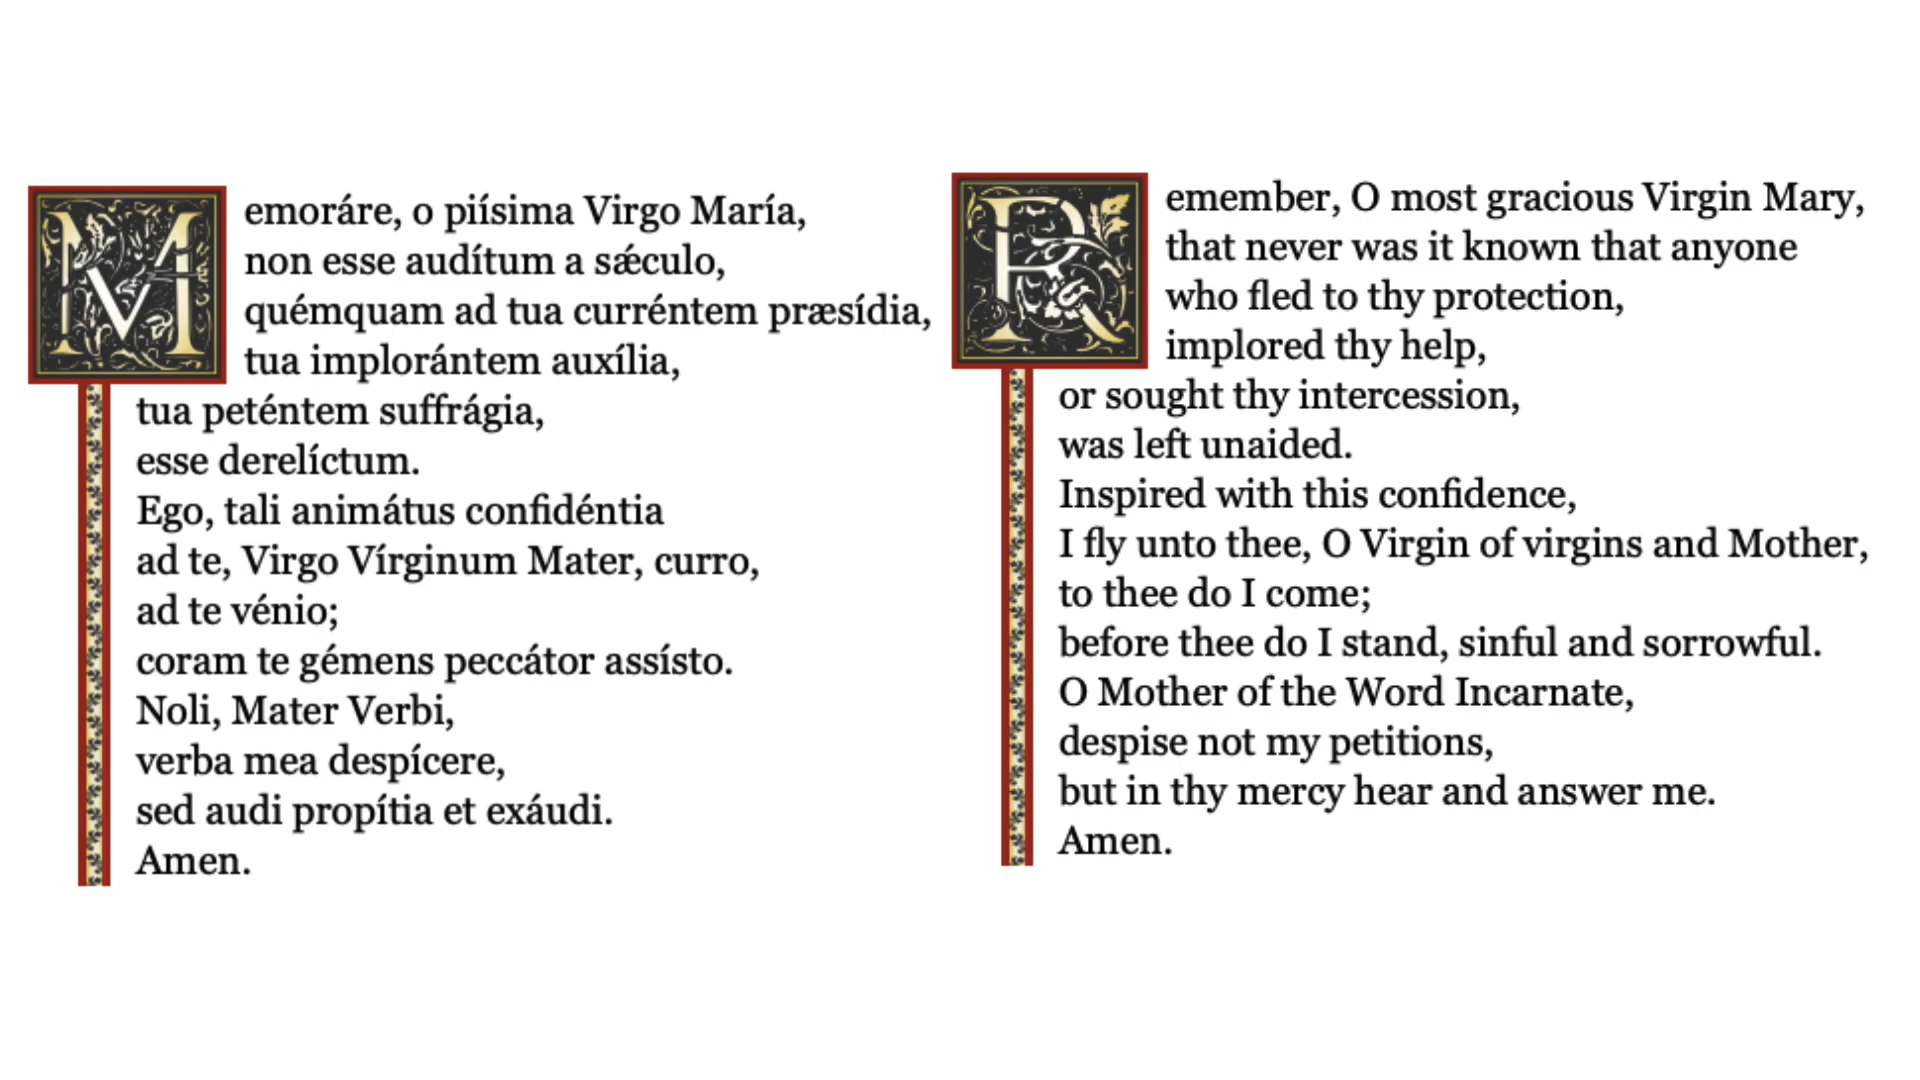 Memoráre, o piísima Virgo María,
non esse audítum a sǽculo,
quémquam ad tua curréntem præsídia,
tua implorántem auxília,
tua peténtem suffrágia,
esse derelíctum.
Ego, tali animátus confidéntia
ad te, Virgo Vírginum Mater, curro,
ad te vénio;
coram te gémens peccátor assísto.
Noli, Mater Verbi,
verba mea despícere,
sed audi propítia et exáudi.
Amen.
Remember, O most gracious Virgin Mary,
that never was it known that anyone
who fled to thy protection,
implored thy help,
or sought thy intercession,
was left unaided.
Inspired with this confidence,
I fly unto thee, O Virgin of virgins and Mother,
to thee do I come;
before thee do I stand, sinful and sorrowful.
O Mother of the Word Incarnate,
despise not my petitions,
but in thy mercy hear and answer me.
Amen.